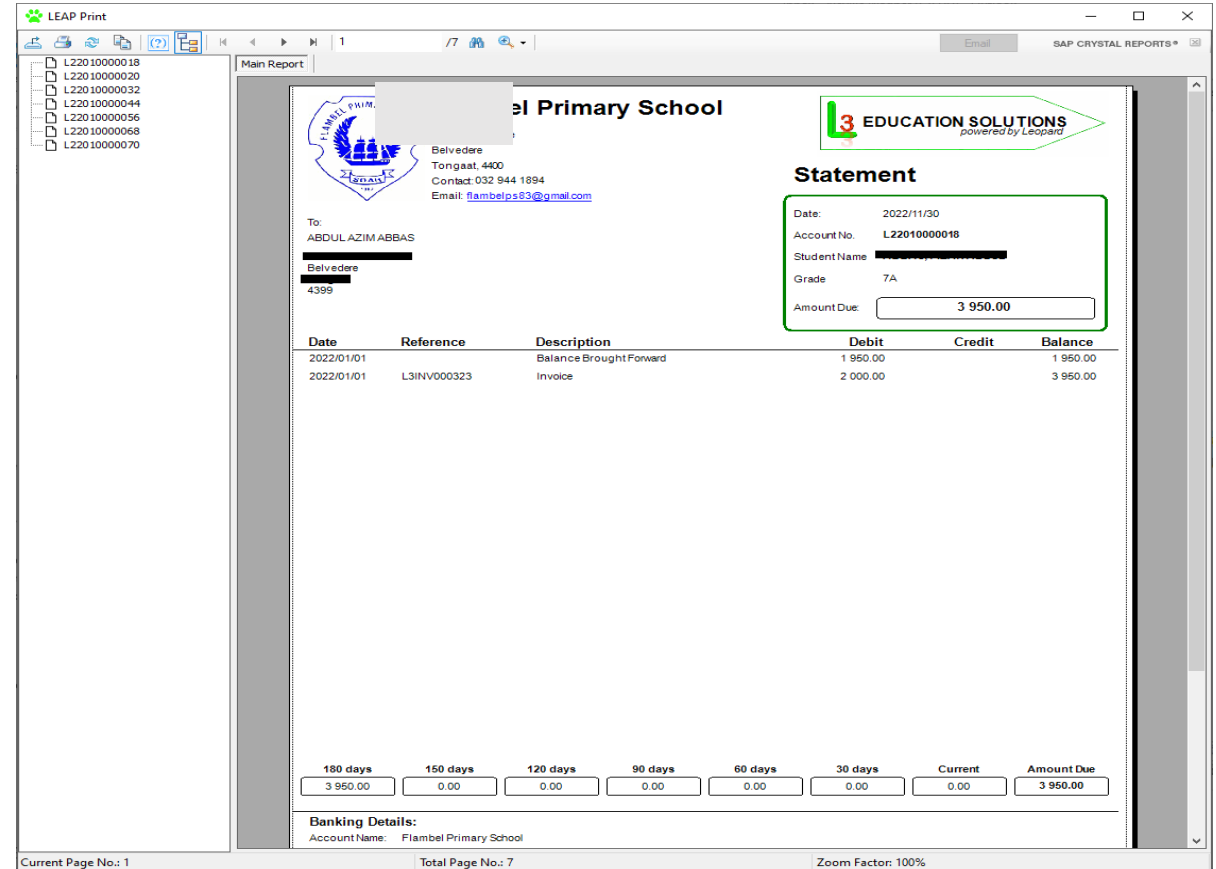 LEAP Print
1 /7 Email SAP CRYSTAL REPORTS®
L22010000018
L22010000020
L22010000032
L22010000044
L22010000056
L22010000068
L22010000070
Main Report
FLAMBEL PRIM
el Primary School
Belvedere
Tongaat, 4400
Contact: 032 944 1894
Email: flambelps83@gmail.com
L3 EDUCATION SOLUTIONS
powered by Leopard
Statement
To:
ABDUL AZIM ABBAS
Belvedere
4399
Date: 2022/11/30
Account No. L22010000018
Student Name
Grade 7A
Amount Due: 3 950.00
Date Reference Description Debit Credit Balance
2022/01/01 Balance Brought Forward 1 950.00 1 950.00
2022/01/01 L3INV000323 Invoice 2 000.00 3 950.00
180 days 150 days 120 days 90 days 60 days 30 days Current Amount Due
3 950.00 0.00 0.00 0.00 0.00 0.00 0.00 3 950.00
Banking Details:
Account Name: Flambel Primary School
Current Page No.: 1 Total Page No.: 7 Zoom Factor: 100%